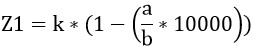 Z1 = k * (1 − (a/b * 10000))